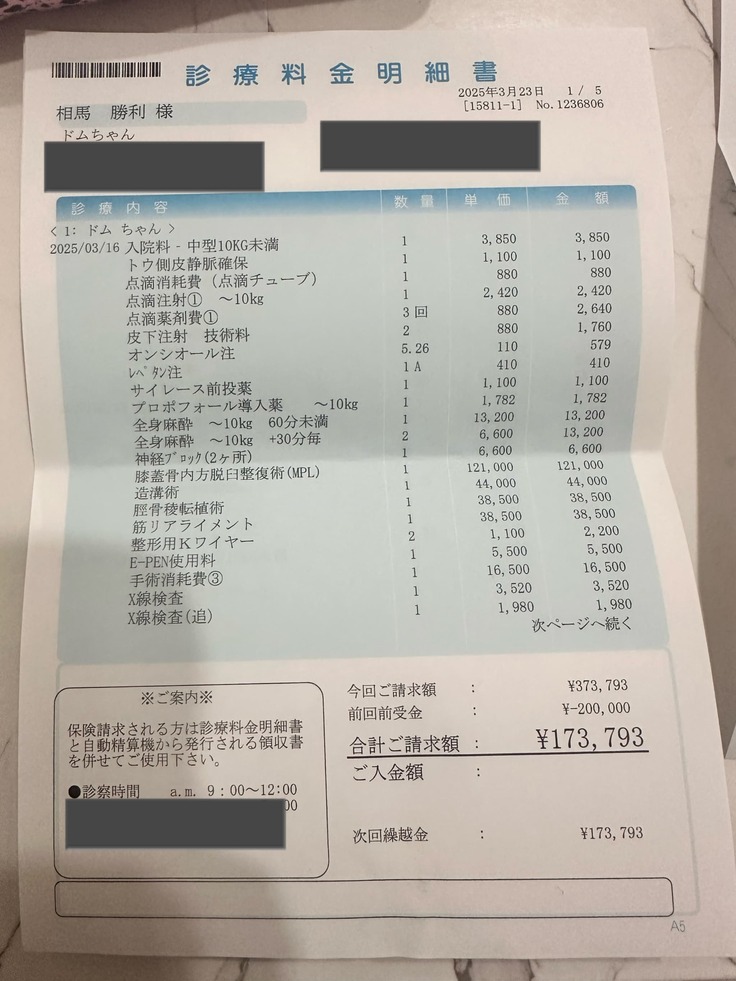 診療料金明細書
2025年3月23日 1 / 5
[15811-1] No.1236806
相馬 勝利 様
ドムちゃん
診療内容 数量 単価 金額
< 1: ドム ちゃん >
2025/03/16 入院料 - 中型10KG未満 1 3,850 3,850
トウ側皮静脈確保 1 1,100 1,100
点滴消耗費 (点滴チューブ) 1 880 880
点滴注射① ～10kg 1 2,420 2,420
点滴薬剤費① 3 回 880 2,640
皮下注射 技術料 2 880 1,760
オンシオール注 5.26 110 579
ﾚﾍﾟﾀﾝ注 1 A 410 410
サイレース前投薬 1 1,100 1,100
プロポフォール導入薬 ～10kg 1 1,782 1,782
全身麻酔 ～10kg 60分未満 1 13,200 13,200
全身麻酔 ～10kg +30分毎 2 6,600 13,200
神経ﾌﾞﾛｯｸ(2ヶ所) 1 6,600 6,600
膝蓋骨内方脱臼整復術(MPL) 1 121,000 121,000
造溝術 1 44,000 44,000
脛骨稜転植術 1 38,500 38,500
筋リアライメント 1 38,500 38,500
整形用Kワイヤー 2 1,100 2,200
E-PEN使用料 1 5,500 5,500
手術消耗費③ 1 16,500 16,500
X線検査 1 3,520 3,520
X線検査(追) 1 1,980 1,980
次ページへ続く
※ご案内※
保険請求される方は診療料金明細書
と自動精算機から発行される領収書
を併せてご使用下さい。
●診察時間 a.m. 9：00～12:00
00
今回ご請求額 : ¥373,793
前回前受金 : ¥-200,000
合計ご請求額 : ¥173,793
ご入金額 :
次回繰越金 : ¥173,793
A5